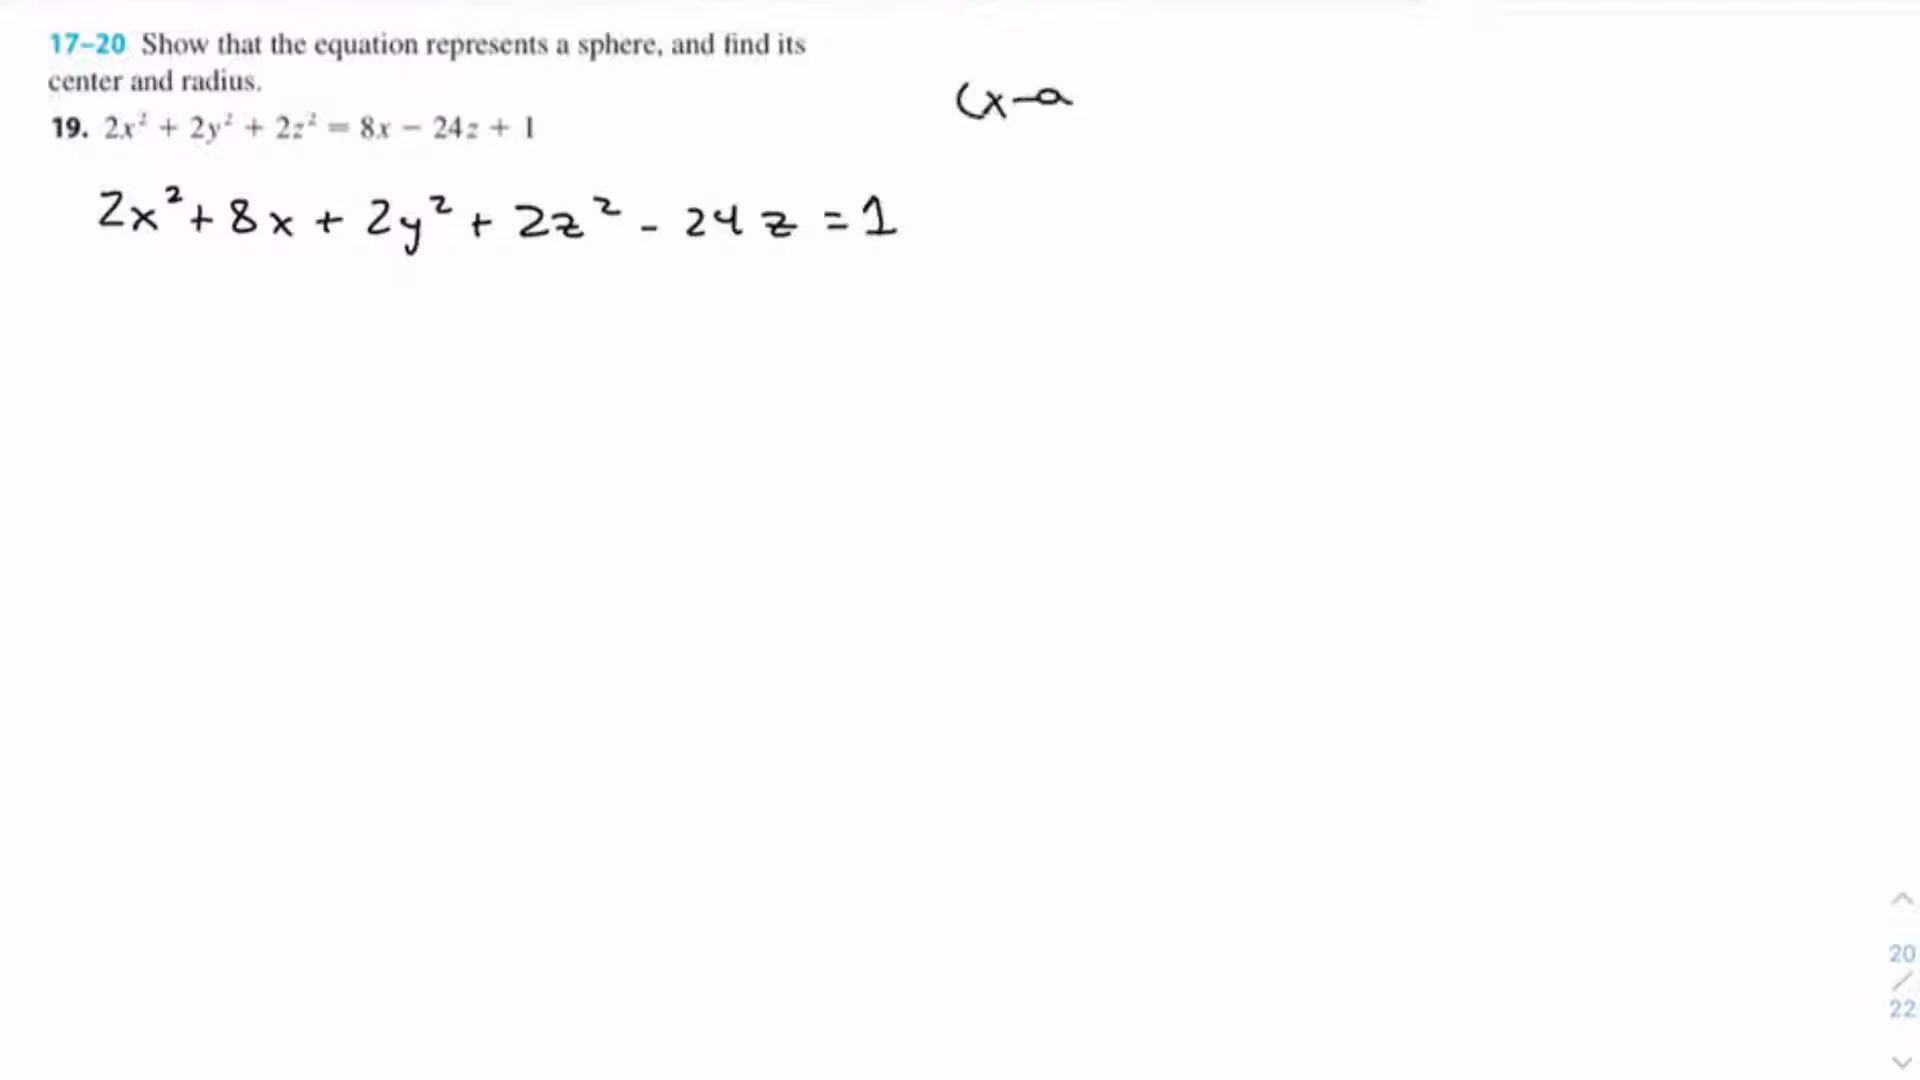 17–20 Show that the equation represents a sphere, and find its
center and radius.
19. 2x² + 2y² + 2z² = 8x − 24z + 1
(x-a
2x² + 8x + 2y² + 2z² - 24z = 1
20
/
22